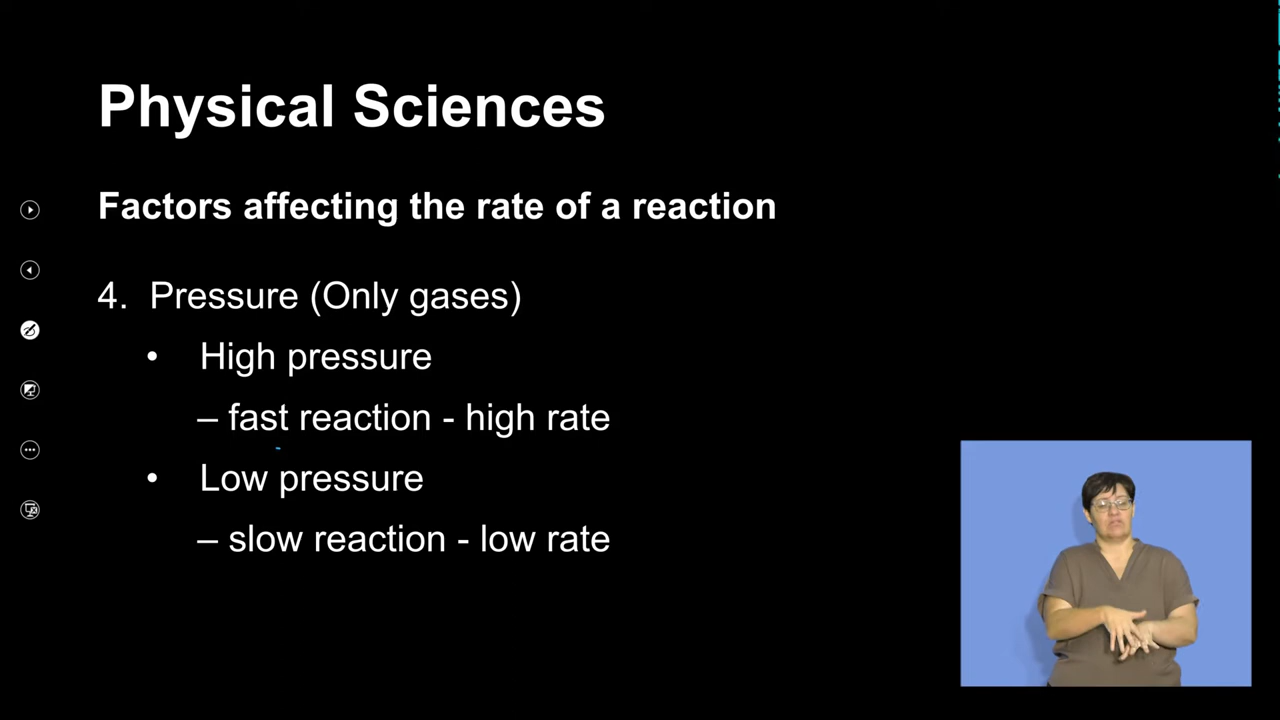 Physical Sciences
Factors affecting the rate of a reaction
4. Pressure (Only gases)
• High pressure
– fast reaction - high rate
• Low pressure
– slow reaction - low rate